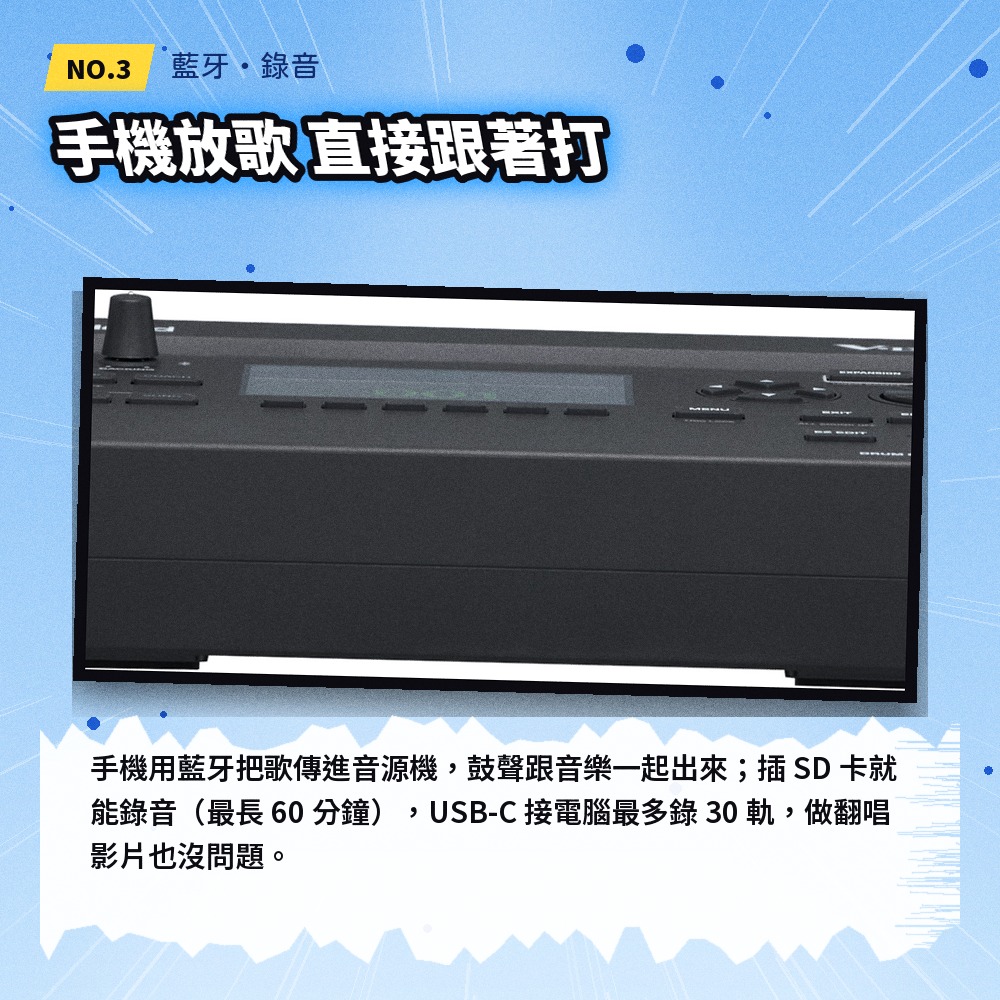 NO.3
藍牙・錄音
手機放歌 直接跟著打
EXPANSION
MENU
EXIT
EZ EDIT
DRUM
手機用藍牙把歌傳進音源機，鼓聲跟音樂一起出來；插 SD 卡就
能錄音（最長 60 分鐘），USB-C 接電腦最多錄 30 軌，做翻唱
影片也沒問題。